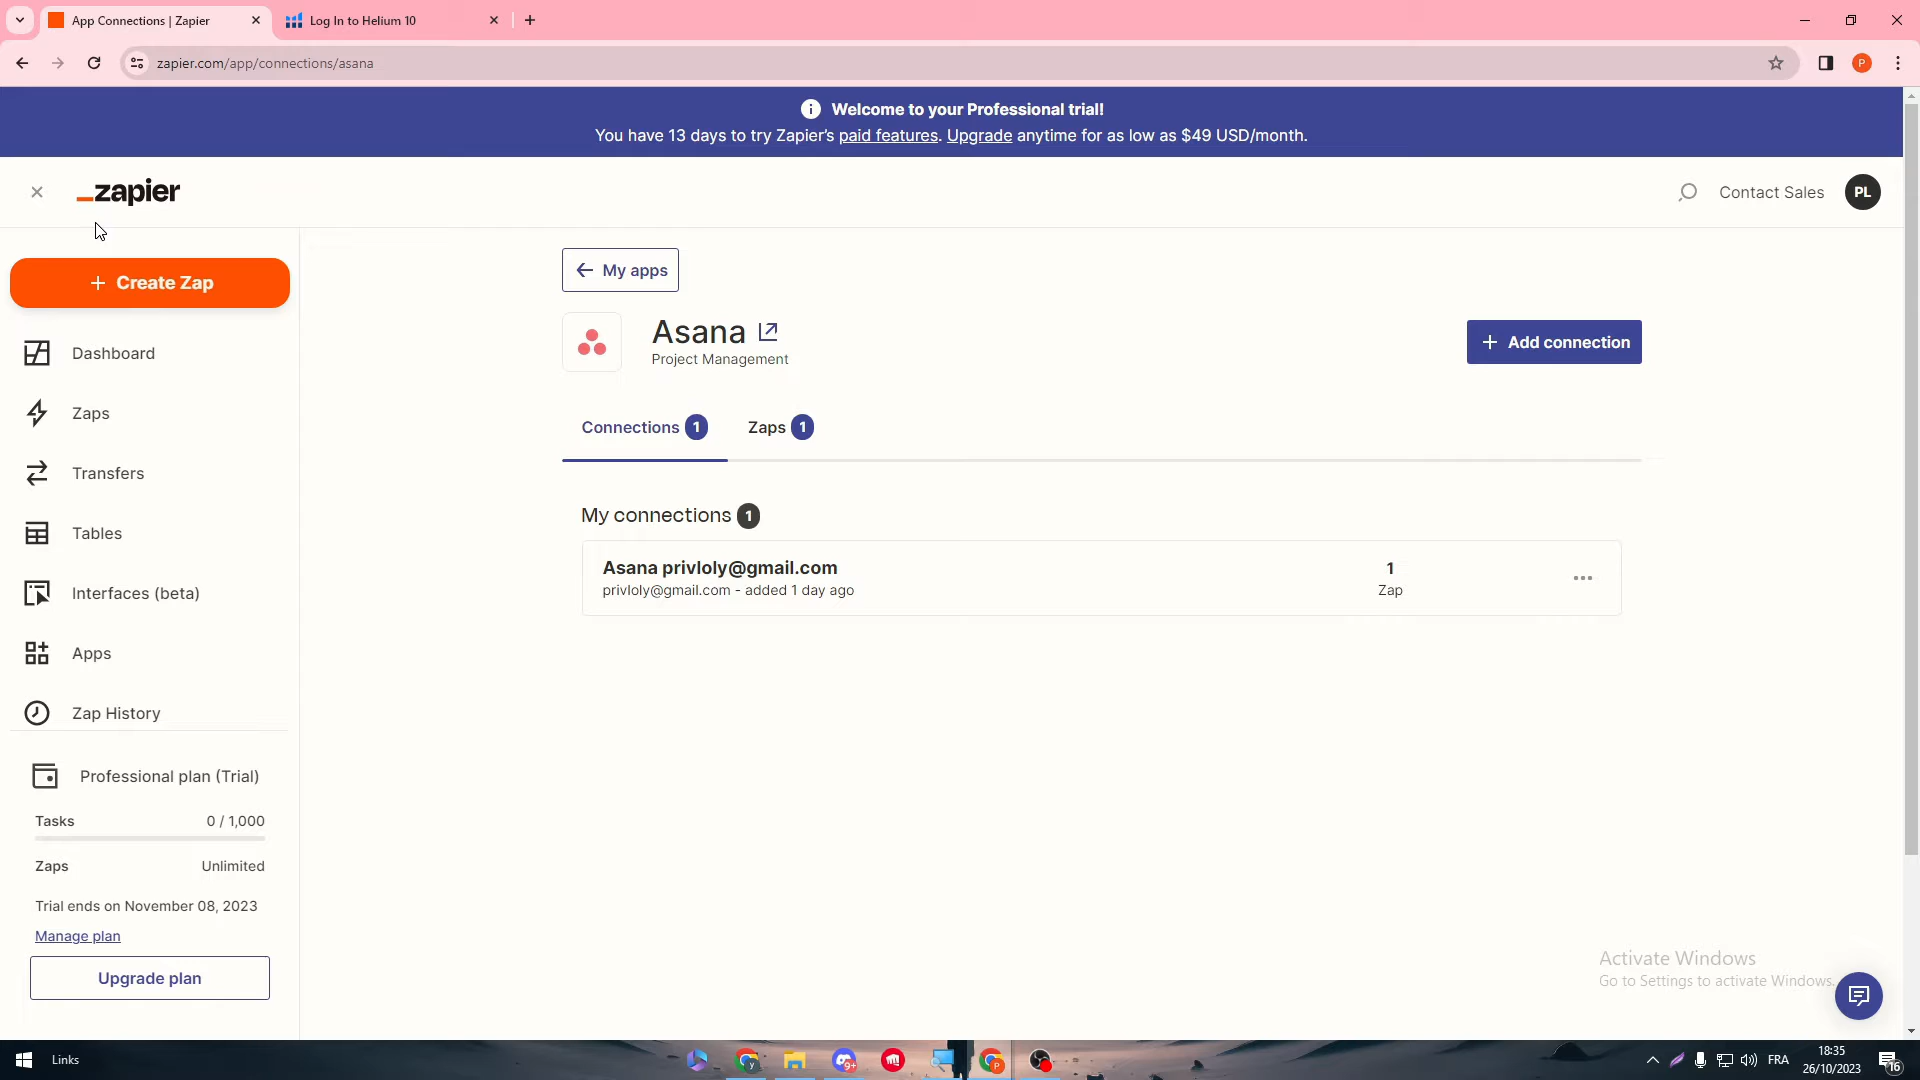 App Connections | Zapier
Log In to Helium 10
zapier.com/app/connections/asana
P
Welcome to your Professional trial!
You have 13 days to try Zapier's paid features. Upgrade anytime for as low as $49 USD/month.
zapier
Contact Sales
PL
Create Zap
Dashboard
Zaps
Transfers
Tables
Interfaces (beta)
Apps
Zap History
Professional plan (Trial)
Tasks 0 / 1,000
Zaps Unlimited
Trial ends on November 08, 2023
Manage plan
Upgrade plan
My apps
Asana
Project Management
Add connection
Connections 1
Zaps 1
My connections 1
Asana privloly@gmail.com
privloly@gmail.com - added 1 day ago
1
Zap
Activate Windows
Go to Settings to activate Windows.
Links
9+
FRA
18:35
26/10/2023
16